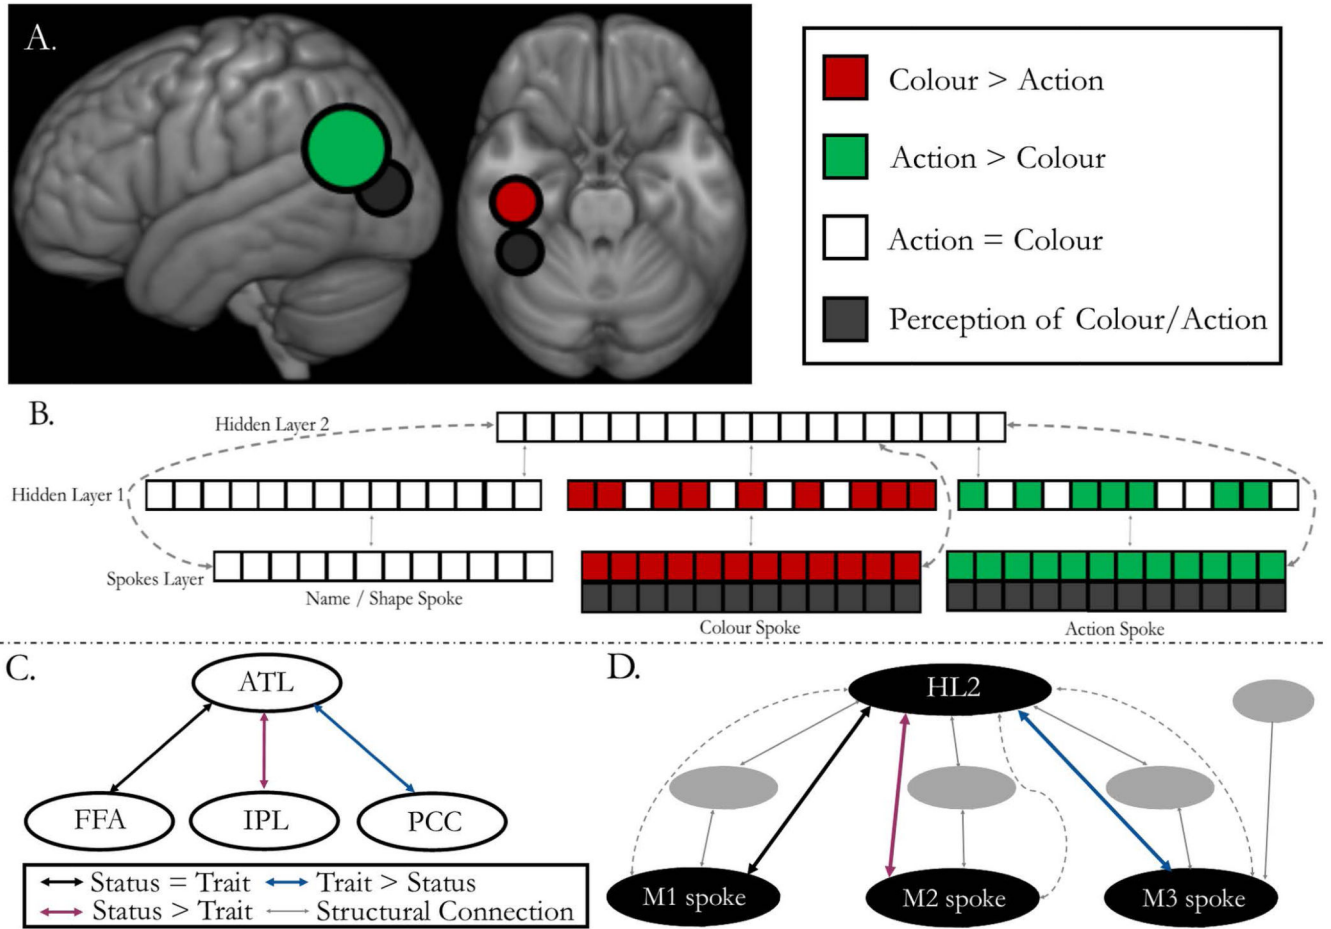 A.
Colour > Action
Action > Colour
Action = Colour
Perception of Colour/Action
B.
Hidden Layer 2
Hidden Layer 1
Spokes Layer
Name / Shape Spoke
Colour Spoke
Action Spoke
C.
ATL
FFA
IPL
PCC
Status = Trait
Trait > Status
Status > Trait
Structural Connection
D.
HL2
M1 spoke
M2 spoke
M3 spoke